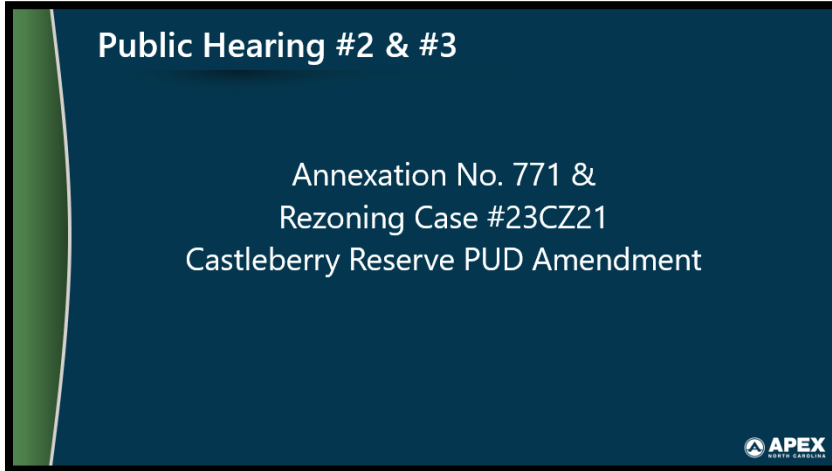 Public Hearing #2 & #3
Annexation No. 771 &
Rezoning Case #23CZ21
Castleberry Reserve PUD Amendment
APEX
NORTH CAROLINA